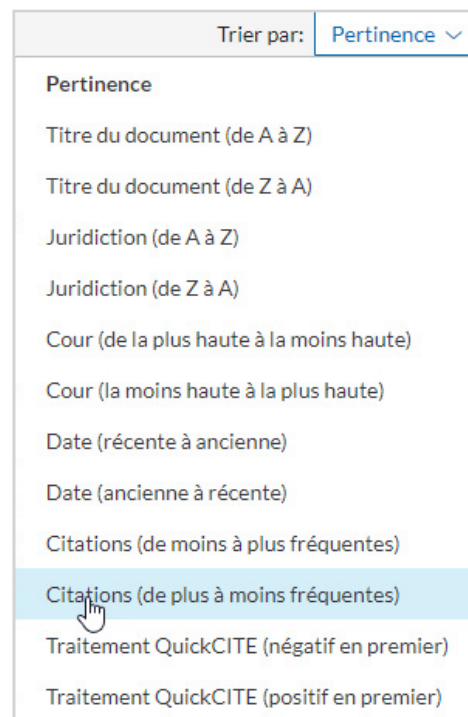 Trier par: Pertinence
Pertinence
Titre du document (de A à Z)
Titre du document (de Z à A)
Juridiction (de A à Z)
Juridiction (de Z à A)
Cour (de la plus haute à la moins haute)
Cour (la moins haute à la plus haute)
Date (récente à ancienne)
Date (ancienne à récente)
Citations (de moins à plus fréquentes)
Citations (de plus à moins fréquentes)
Traitement QuickCITE (négatif en premier)
Traitement QuickCITE (positif en premier)